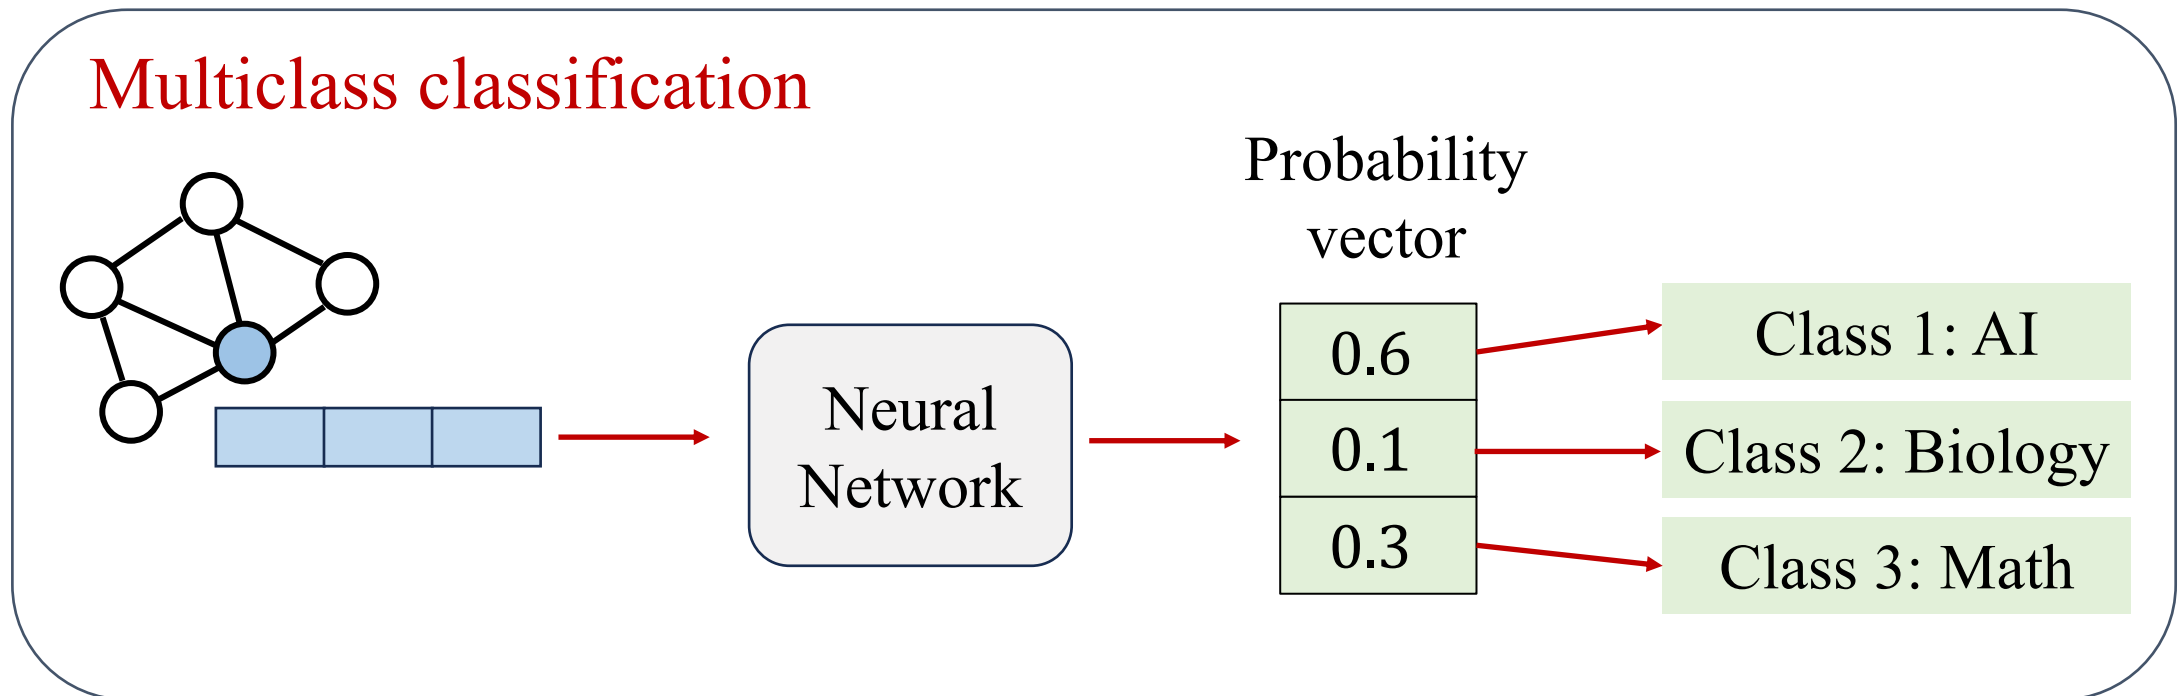 Multiclass classification
Probability
vector
Neural
Network
0.6
0.1
0.3
Class 1: AI
Class 2: Biology
Class 3: Math